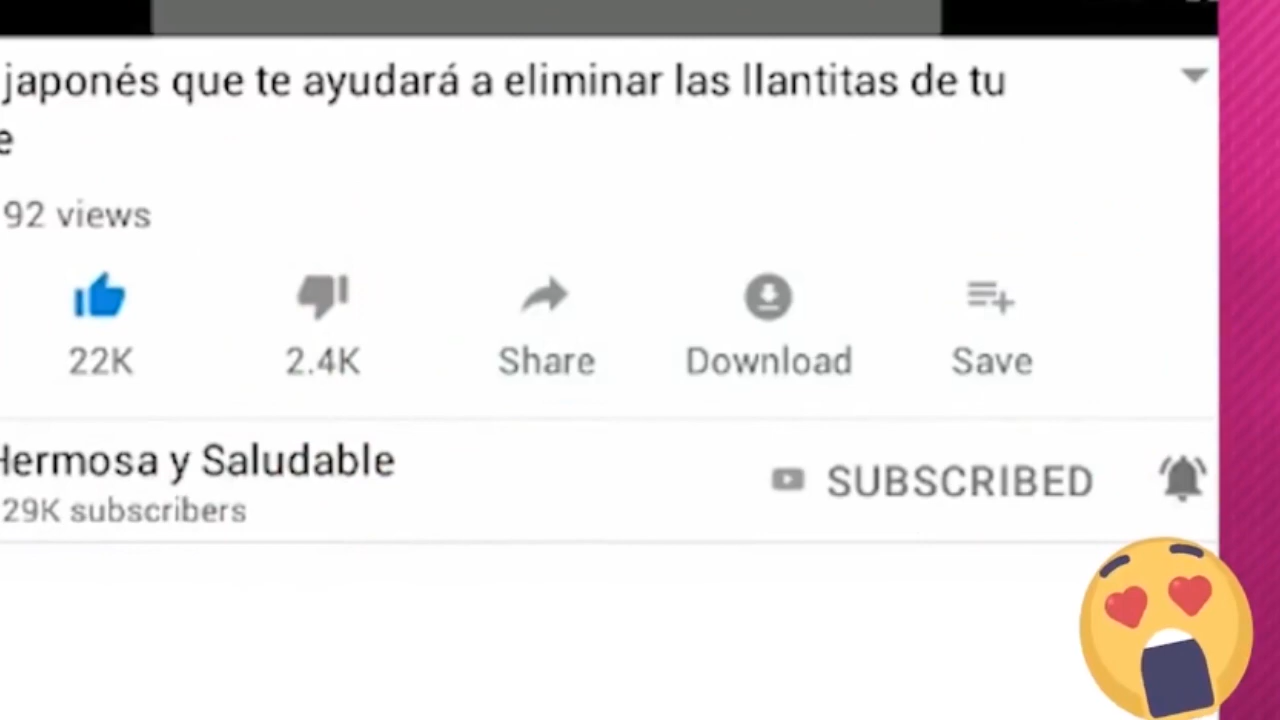 japonés que te ayudará a eliminar las llantitas de tu
e
92 views
22K 2.4K Share Download Save
Hermosa y Saludable
SUBSCRIBED
29K subscribers